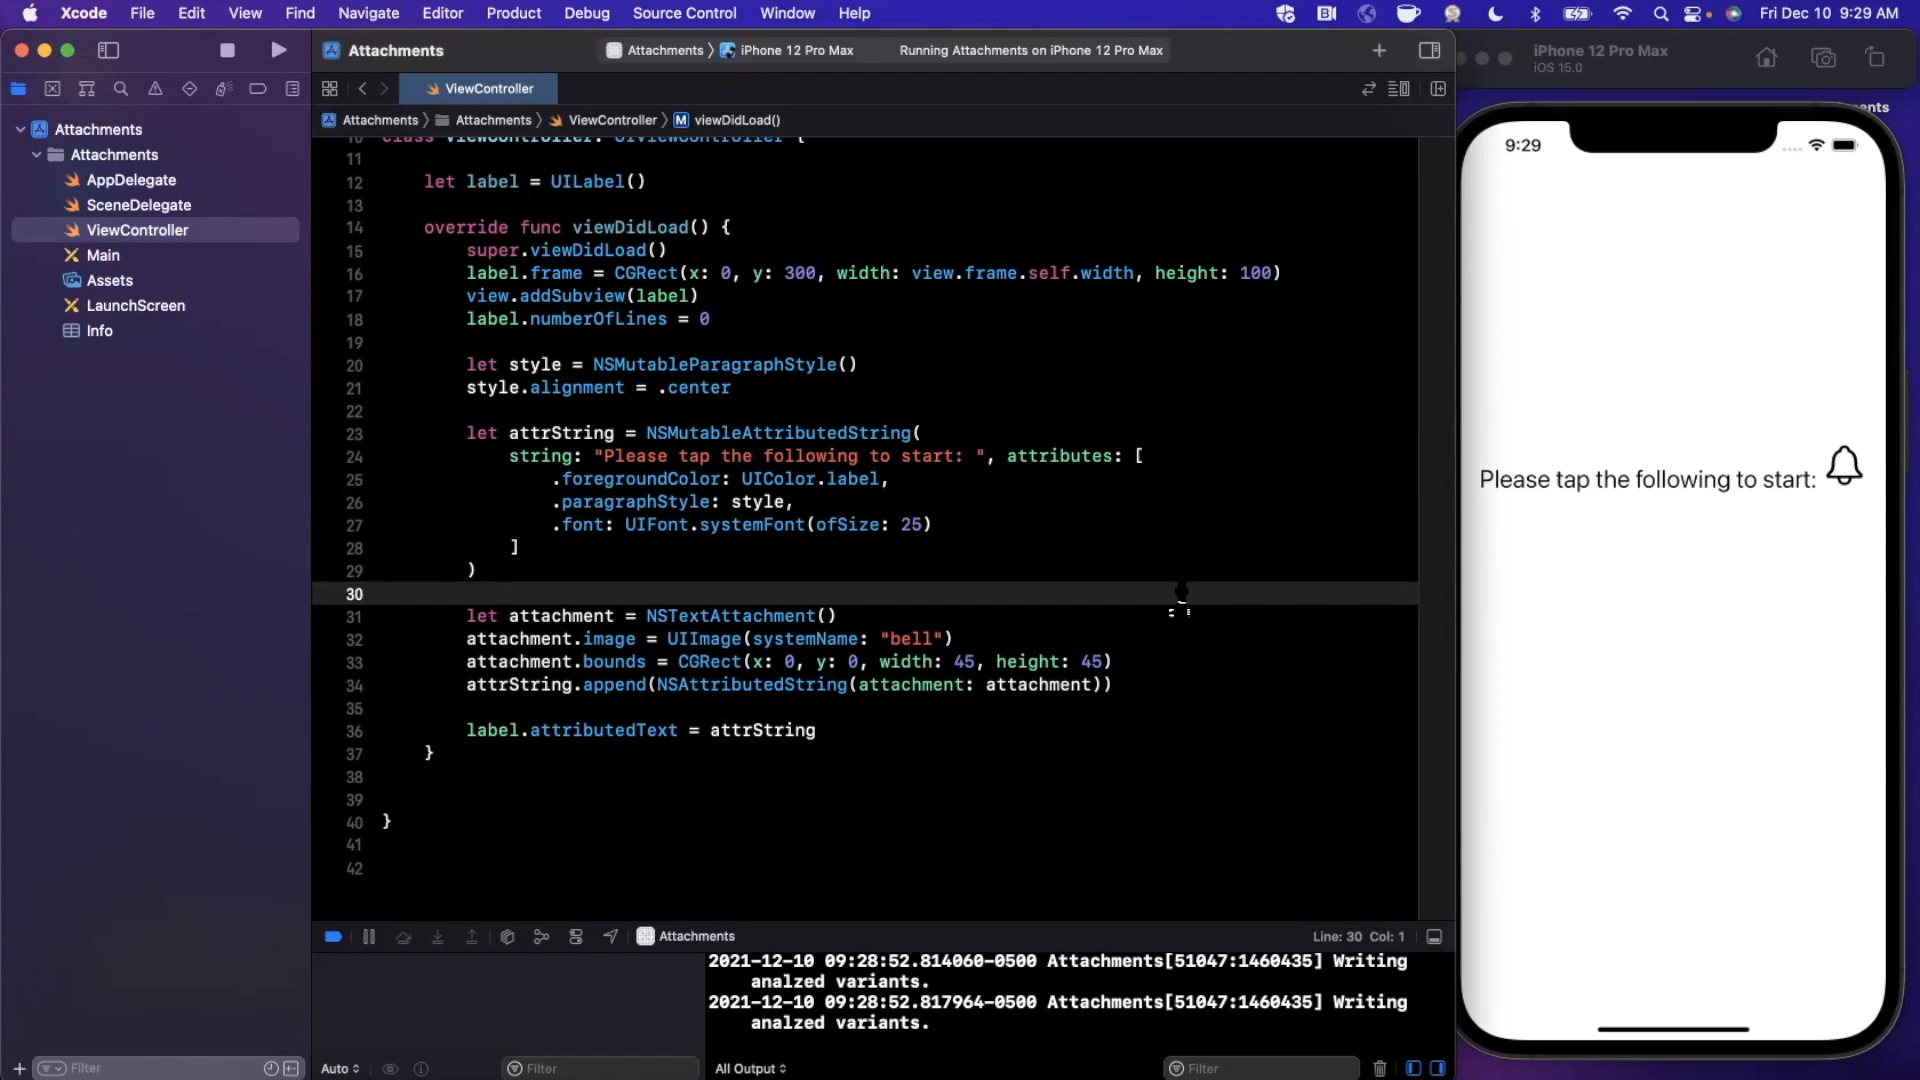 Xcode File Edit View Find Navigate Editor Product Debug Source Control Window Help Fri Dec 10 9:29 AM
Attachments Attachments iPhone 12 Pro Max Running Attachments on iPhone 12 Pro Max
iPhone 12 Pro Max
iOS 15.0
ViewController
Attachments Attachments ViewController M viewDidLoad()
Attachments
Attachments
AppDelegate
SceneDelegate
ViewController
Main
Assets
LaunchScreen
Info
10 class ViewController: UIViewController {
11
12 let label = UILabel()
13
14 override func viewDidLoad() {
15 super.viewDidLoad()
16 label.frame = CGRect(x: 0, y: 300, width: view.frame.self.width, height: 100)
17 view.addSubview(label)
18 label.numberOfLines = 0
19
20 let style = NSMutableParagraphStyle()
21 style.alignment = .center
22
23 let attrString = NSMutableAttributedString(
24 string: "Please tap the following to start: ", attributes: [
25 .foregroundColor: UIColor.label,
26 .paragraphStyle: style,
27 .font: UIFont.systemFont(ofSize: 25)
28 ]
29 )
30
31 let attachment = NSTextAttachment()
32 attachment.image = UIImage(systemName: "bell")
33 attachment.bounds = CGRect(x: 0, y: 0, width: 45, height: 45)
34 attrString.append(NSAttributedString(attachment: attachment))
35
36 label.attributedText = attrString
37 }
38
39
40 }
41
42
Attachments Line: 30 Col: 1
2021-12-10 09:28:52.814060-0500 Attachments[51047:1460435] Writing
analzed variants.
2021-12-10 09:28:52.817964-0500 Attachments[51047:1460435] Writing
analzed variants.
Filter Auto Filter All Output Filter
9:29
Please tap the following to start: